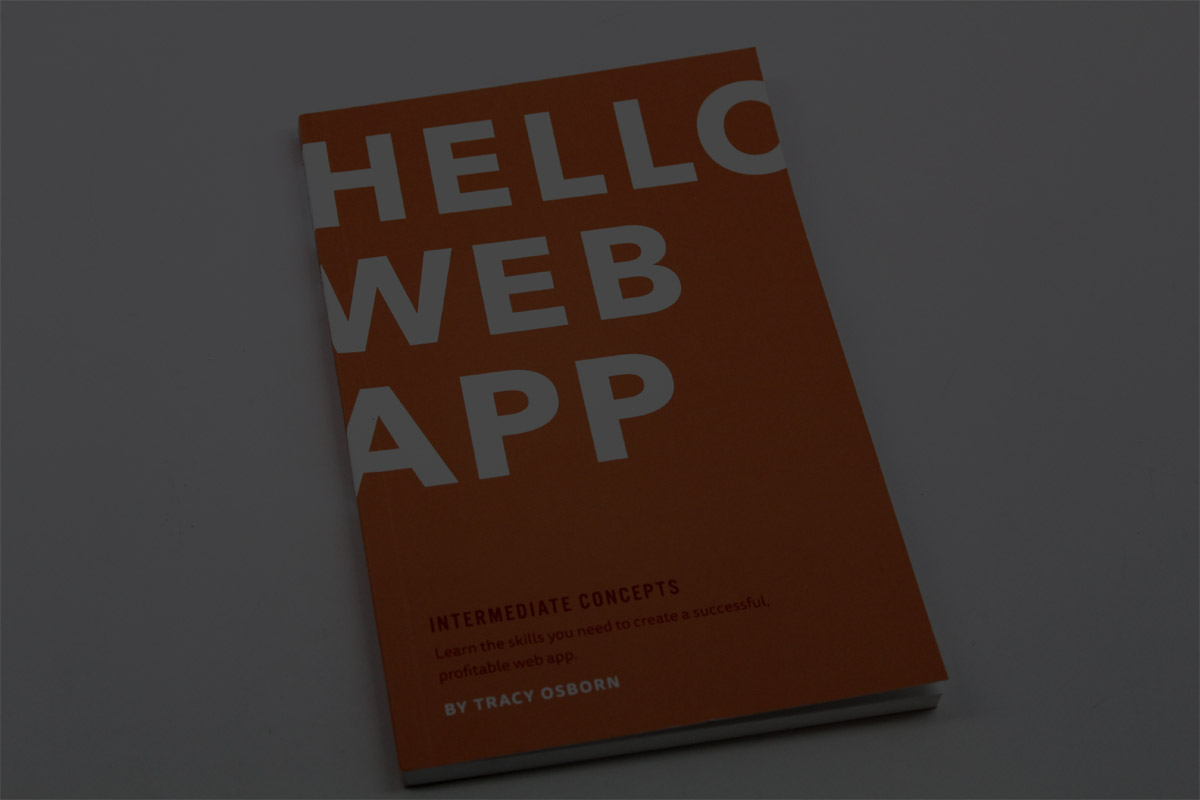 HELLO
WEB
APP
INTERMEDIATE CONCEPTS
Learn the skills you need to create a successful,
profitable web app.
BY TRACY OSBORN